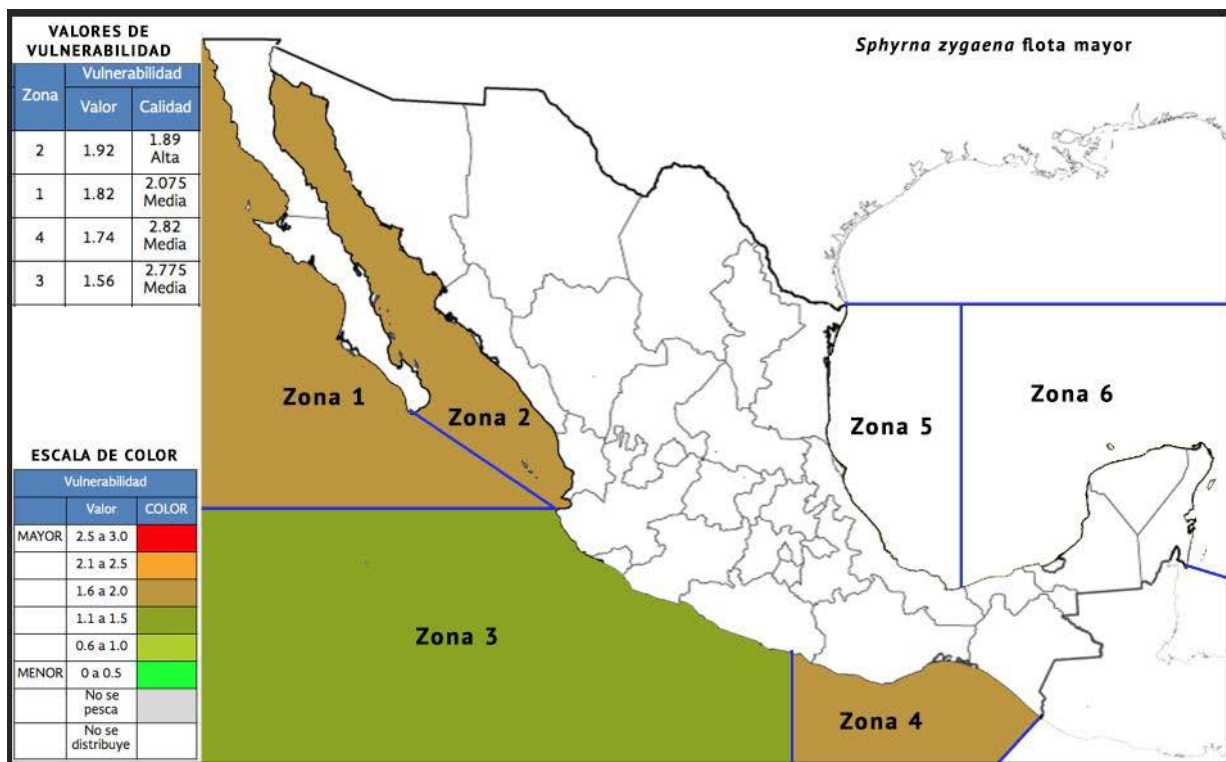 VALORES DE
VULNERABILIDAD
Zona Vulnerabilidad
Valor Calidad
2 1.92 1.89 Alta
1 1.82 2.075 Media
4 1.74 2.82 Media
3 1.56 2.775 Media
Sphyrna zygaena flota mayor
Zona 1
Zona 2
Zona 3
Zona 4
Zona 5
Zona 6
ESCALA DE COLOR
Vulnerabilidad
Valor COLOR
MAYOR 2.5 a 3.0
2.1 a 2.5
1.6 a 2.0
1.1 a 1.5
0.6 a 1.0
MENOR 0 a 0.5
No se
pesca
No se
distribuye